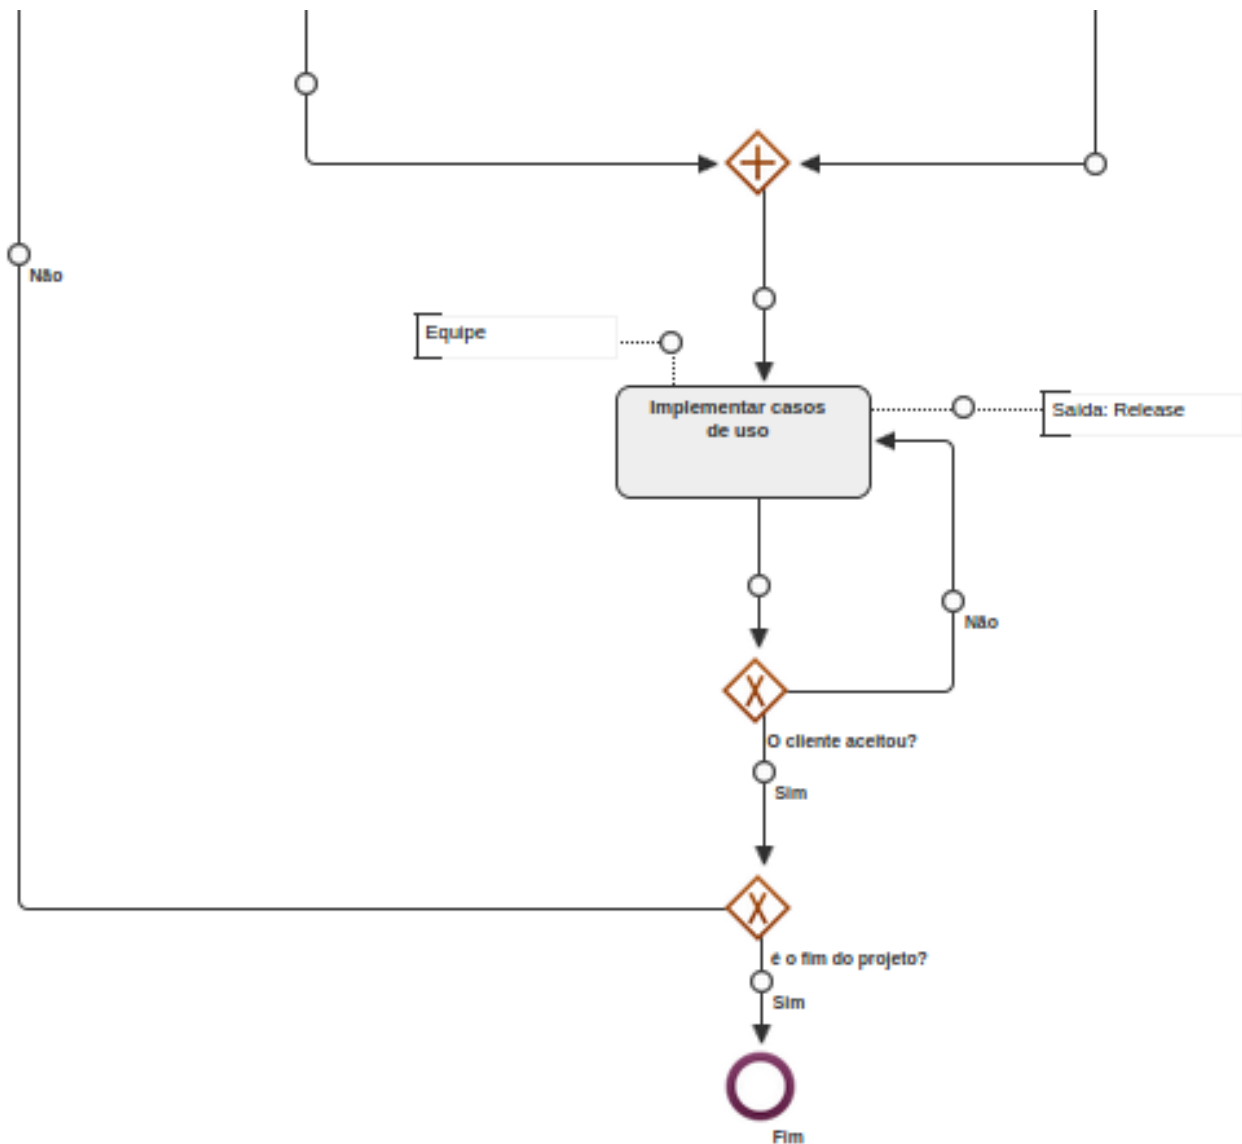 Não
Equipe
Implementar casos
de uso
Saída: Release
Não
O cliente aceitou?
Sim
é o fim do projeto?
Sim
Fim